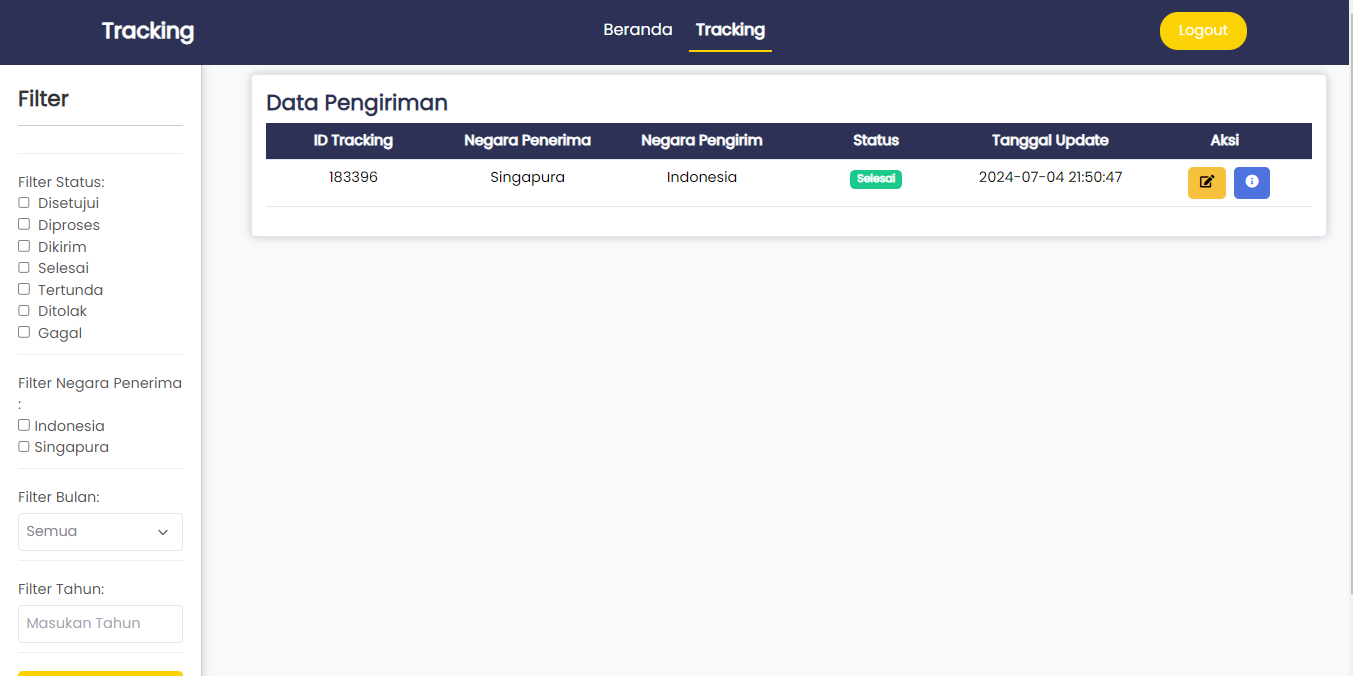 Tracking
Beranda
Tracking
Logout
Filter
Filter Status:
Disetujui
Diproses
Dikirim
Selesai
Tertunda
Ditolak
Gagal
Filter Negara Penerima
:
Indonesia
Singapura
Filter Bulan:
Semua
Filter Tahun:
Masukan Tahun
Data Pengiriman
ID Tracking Negara Penerima Negara Pengirim Status Tanggal Update Aksi
183396 Singapura Indonesia Selesai 2024-07-04 21:50:47